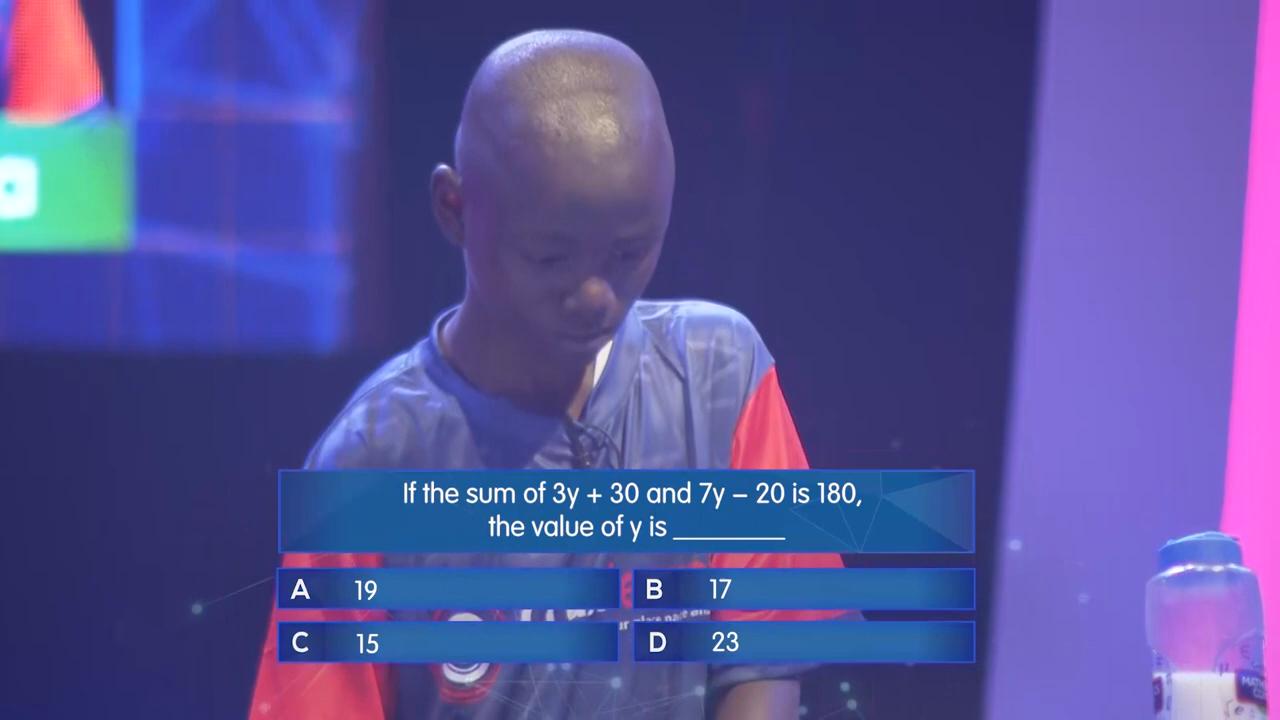 If the sum of 3y + 30 and 7y – 20 is 180,
the value of y is ________
A 19
B 17
C 15
D 23